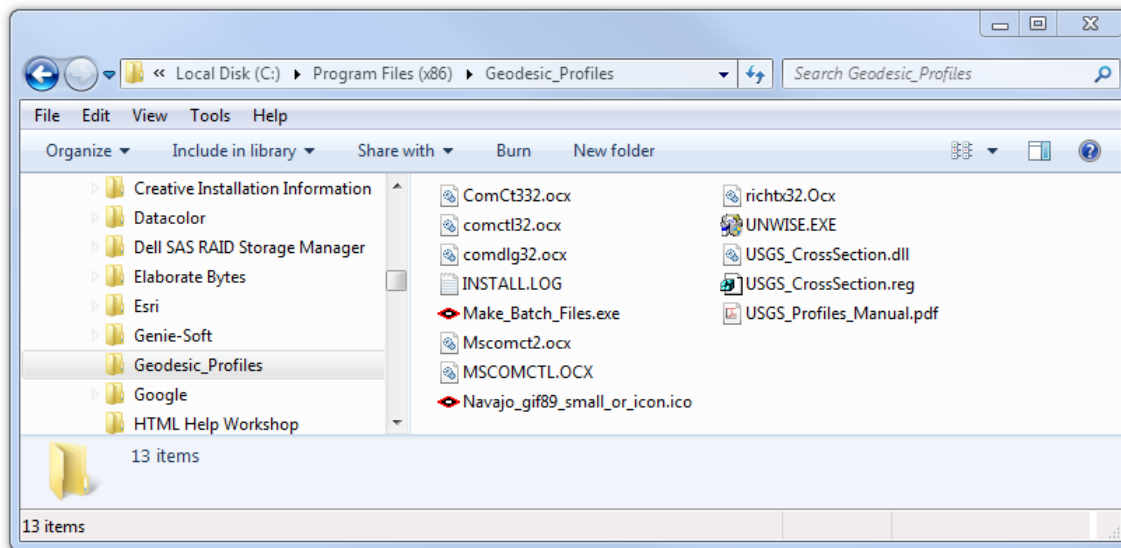 « Local Disk (C:) ▸ Program Files (x86) ▸ Geodesic_Profiles
Search Geodesic_Profiles
File Edit View Tools Help
Organize Include in library Share with Burn New folder
Creative Installation Information
Datacolor
Dell SAS RAID Storage Manager
Elaborate Bytes
Esri
Genie-Soft
Geodesic_Profiles
Google
HTML Help Workshop
ComCt332.ocx
comctl32.ocx
comdlg32.ocx
INSTALL.LOG
Make_Batch_Files.exe
Mscomct2.ocx
MSCOMCTL.OCX
Navajo_gif89_small_or_icon.ico
richtx32.Ocx
UNWISE.EXE
USGS_CrossSection.dll
USGS_CrossSection.reg
USGS_Profiles_Manual.pdf
13 items
13 items